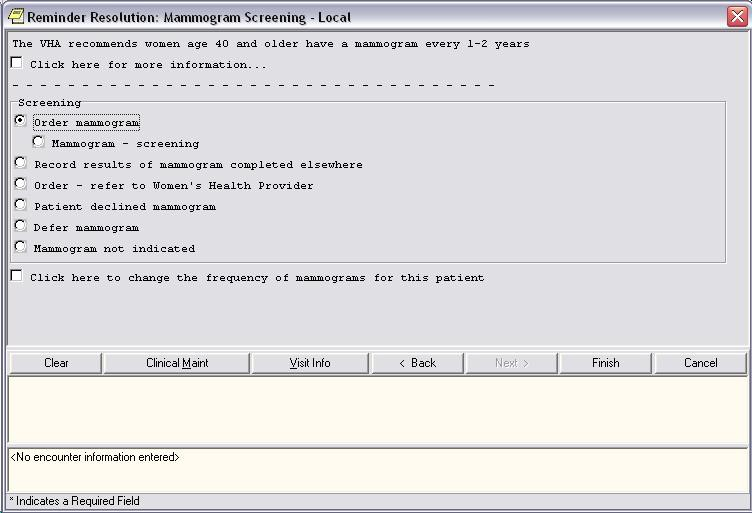 Reminder Resolution: Mammogram Screening - Local
The VHA recommends women age 40 and older have a mammogram every 1-2 years
Click here for more information...
- - - - - - - - - - - - - - - - - - - - - - - - - - - - - - - - - - -
Screening
Order mammogram
Mammogram - screening
Record results of mammogram completed elsewhere
Order - refer to Women's Health Provider
Patient declined mammogram
Defer mammogram
Mammogram not indicated
Click here to change the frequency of mammograms for this patient
Clear Clinical Maint Visit Info < Back Next > Finish Cancel
<No encounter information entered>
* Indicates a Required Field